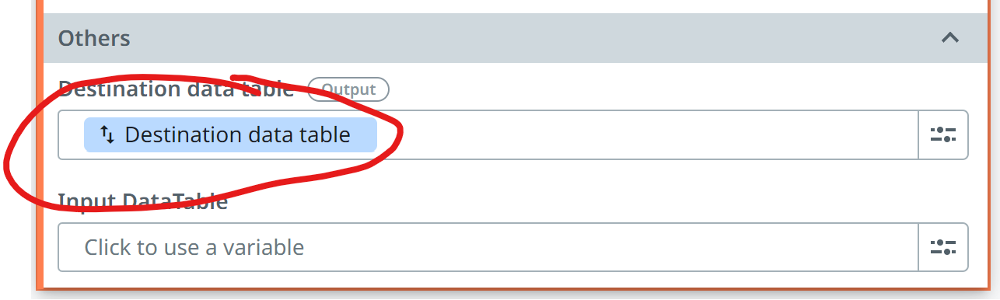 Others
Destination data table Output
Destination data table
Input DataTable
Click to use a variable